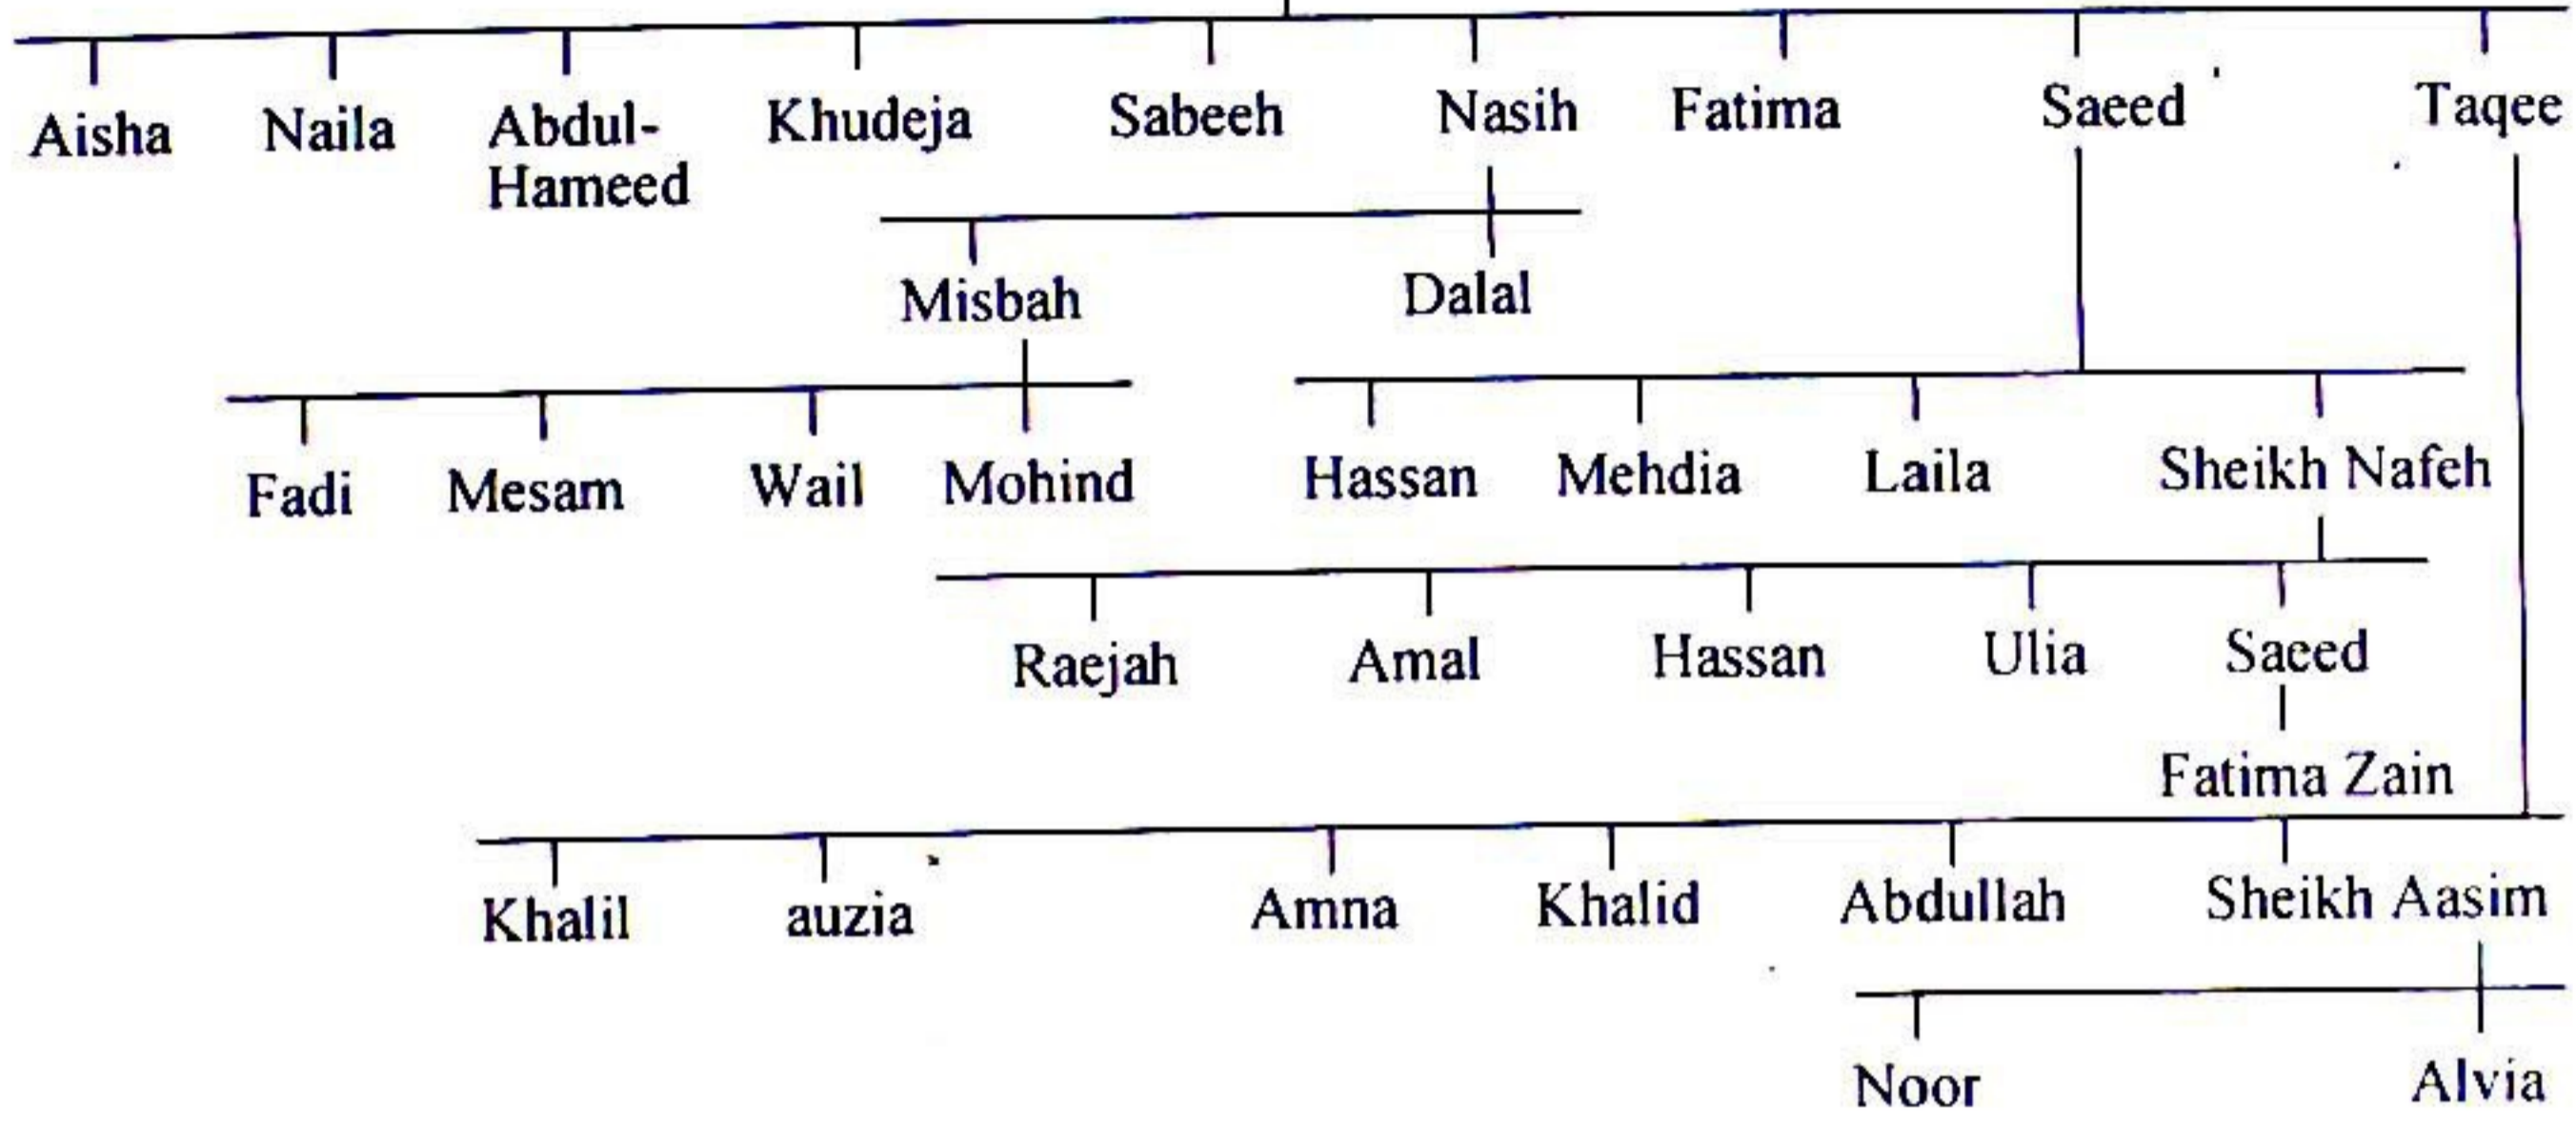 Aisha Naila Abdul- Khudeja Sabeeh Nasih Fatima Saeed Taqee
Hameed
Misbah Dalal
Fadi Mesam Wail Mohind Hassan Mehdia Laila Sheikh Nafeh
Raejah Amal Hassan Ulia Saeed
Fatima Zain
Khalil auzia Amna Khalid Abdullah Sheikh Aasim
Noor Alvia